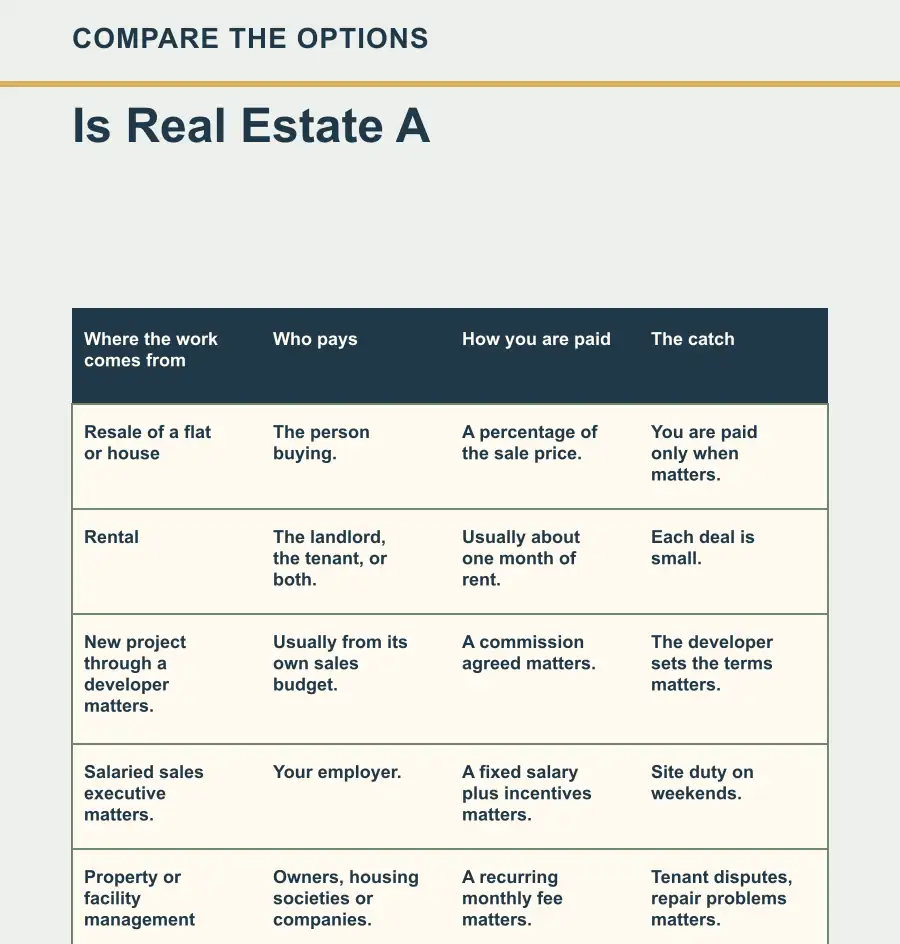 COMPARE THE OPTIONS
Is Real Estate A
Where the work
comes from
Who pays
How you are paid
The catch
Resale of a flat
or house
The person
buying.
A percentage of
the sale price.
You are paid
only when
matters.
Rental
The landlord,
the tenant, or
both.
Usually about
one month of
rent.
Each deal is
small.
New project
through a
developer
matters.
Usually from its
own sales
budget.
A commission
agreed matters.
The developer
sets the terms
matters.
Salaried sales
executive
matters.
Your employer.
A fixed salary
plus incentives
matters.
Site duty on
weekends.
Property or
facility
management
Owners, housing
societies or
companies.
A recurring
monthly fee
matters.
Tenant disputes,
repair problems
matters.